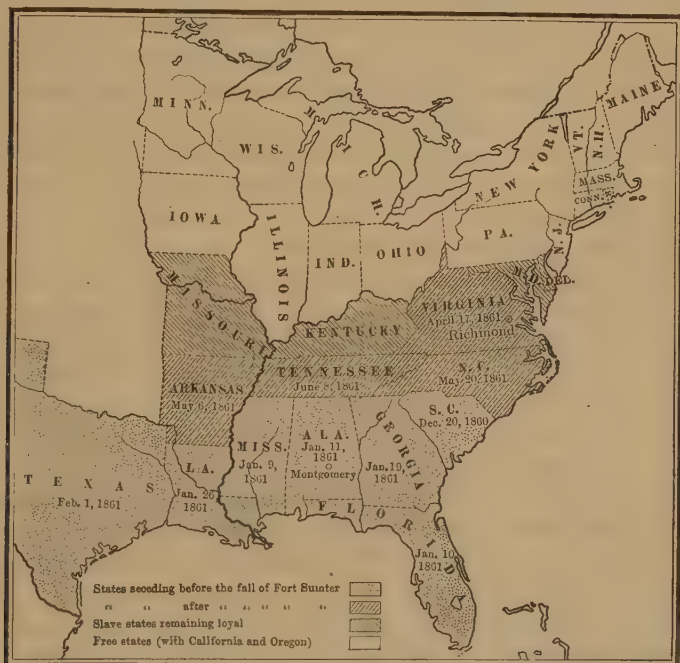 MAINE
MINN.
VT.
N.H.
WIS.
MICH.
NEW YORK
MASS.
CONN.
IOWA
PA.
N.J.
ILLINOIS
IND.
OHIO
MD.
DEL.
MISSOURI
VIRGINIA
April 17, 1861
Richmond
KENTUCKY
TENNESSEE
June 8, 1861
N.C.
May 20, 1861
ARKANSAS
May 6, 1861
S.C.
Dec. 20, 1860
MISS.
Jan. 9,
1861
ALA.
Jan. 11,
1861
Montgomery
GEORGIA
Jan. 19,
1861
TEXAS
Feb. 1, 1861
LA.
Jan. 26,
1861
FLORIDA
Jan. 10,
1861
States seceding before the fall of Fort Sumter
" " after " " " " "
Slave states remaining loyal
Free states (with California and Oregon)